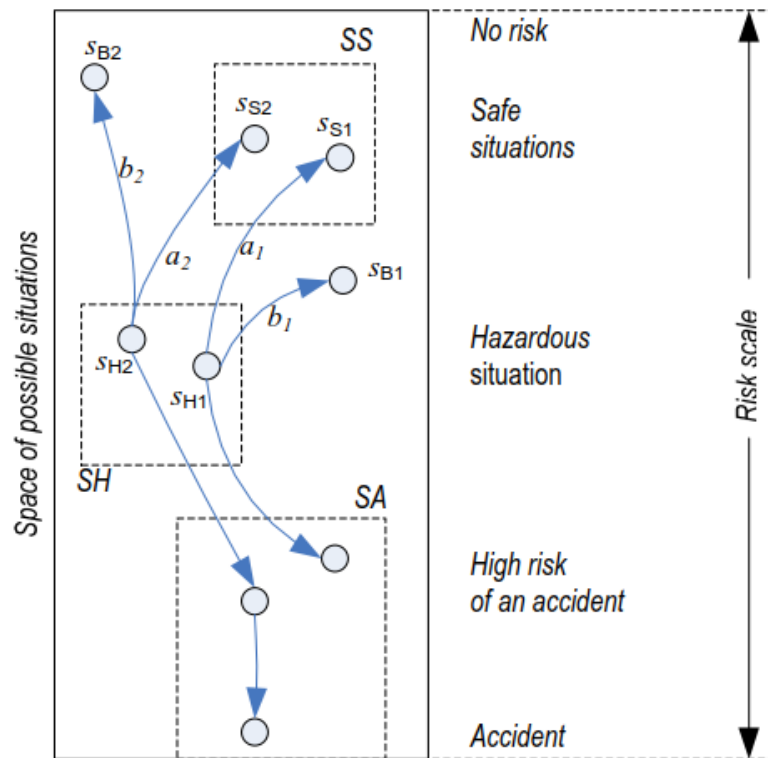 No risk
SS
sB2
sS2
sS1
Safe
situations
b2
a2
a1
sB1
b1
Space of possible situations
sH2
sH1
Hazardous
situation
Risk scale
SH
SA
High risk
of an accident
Accident